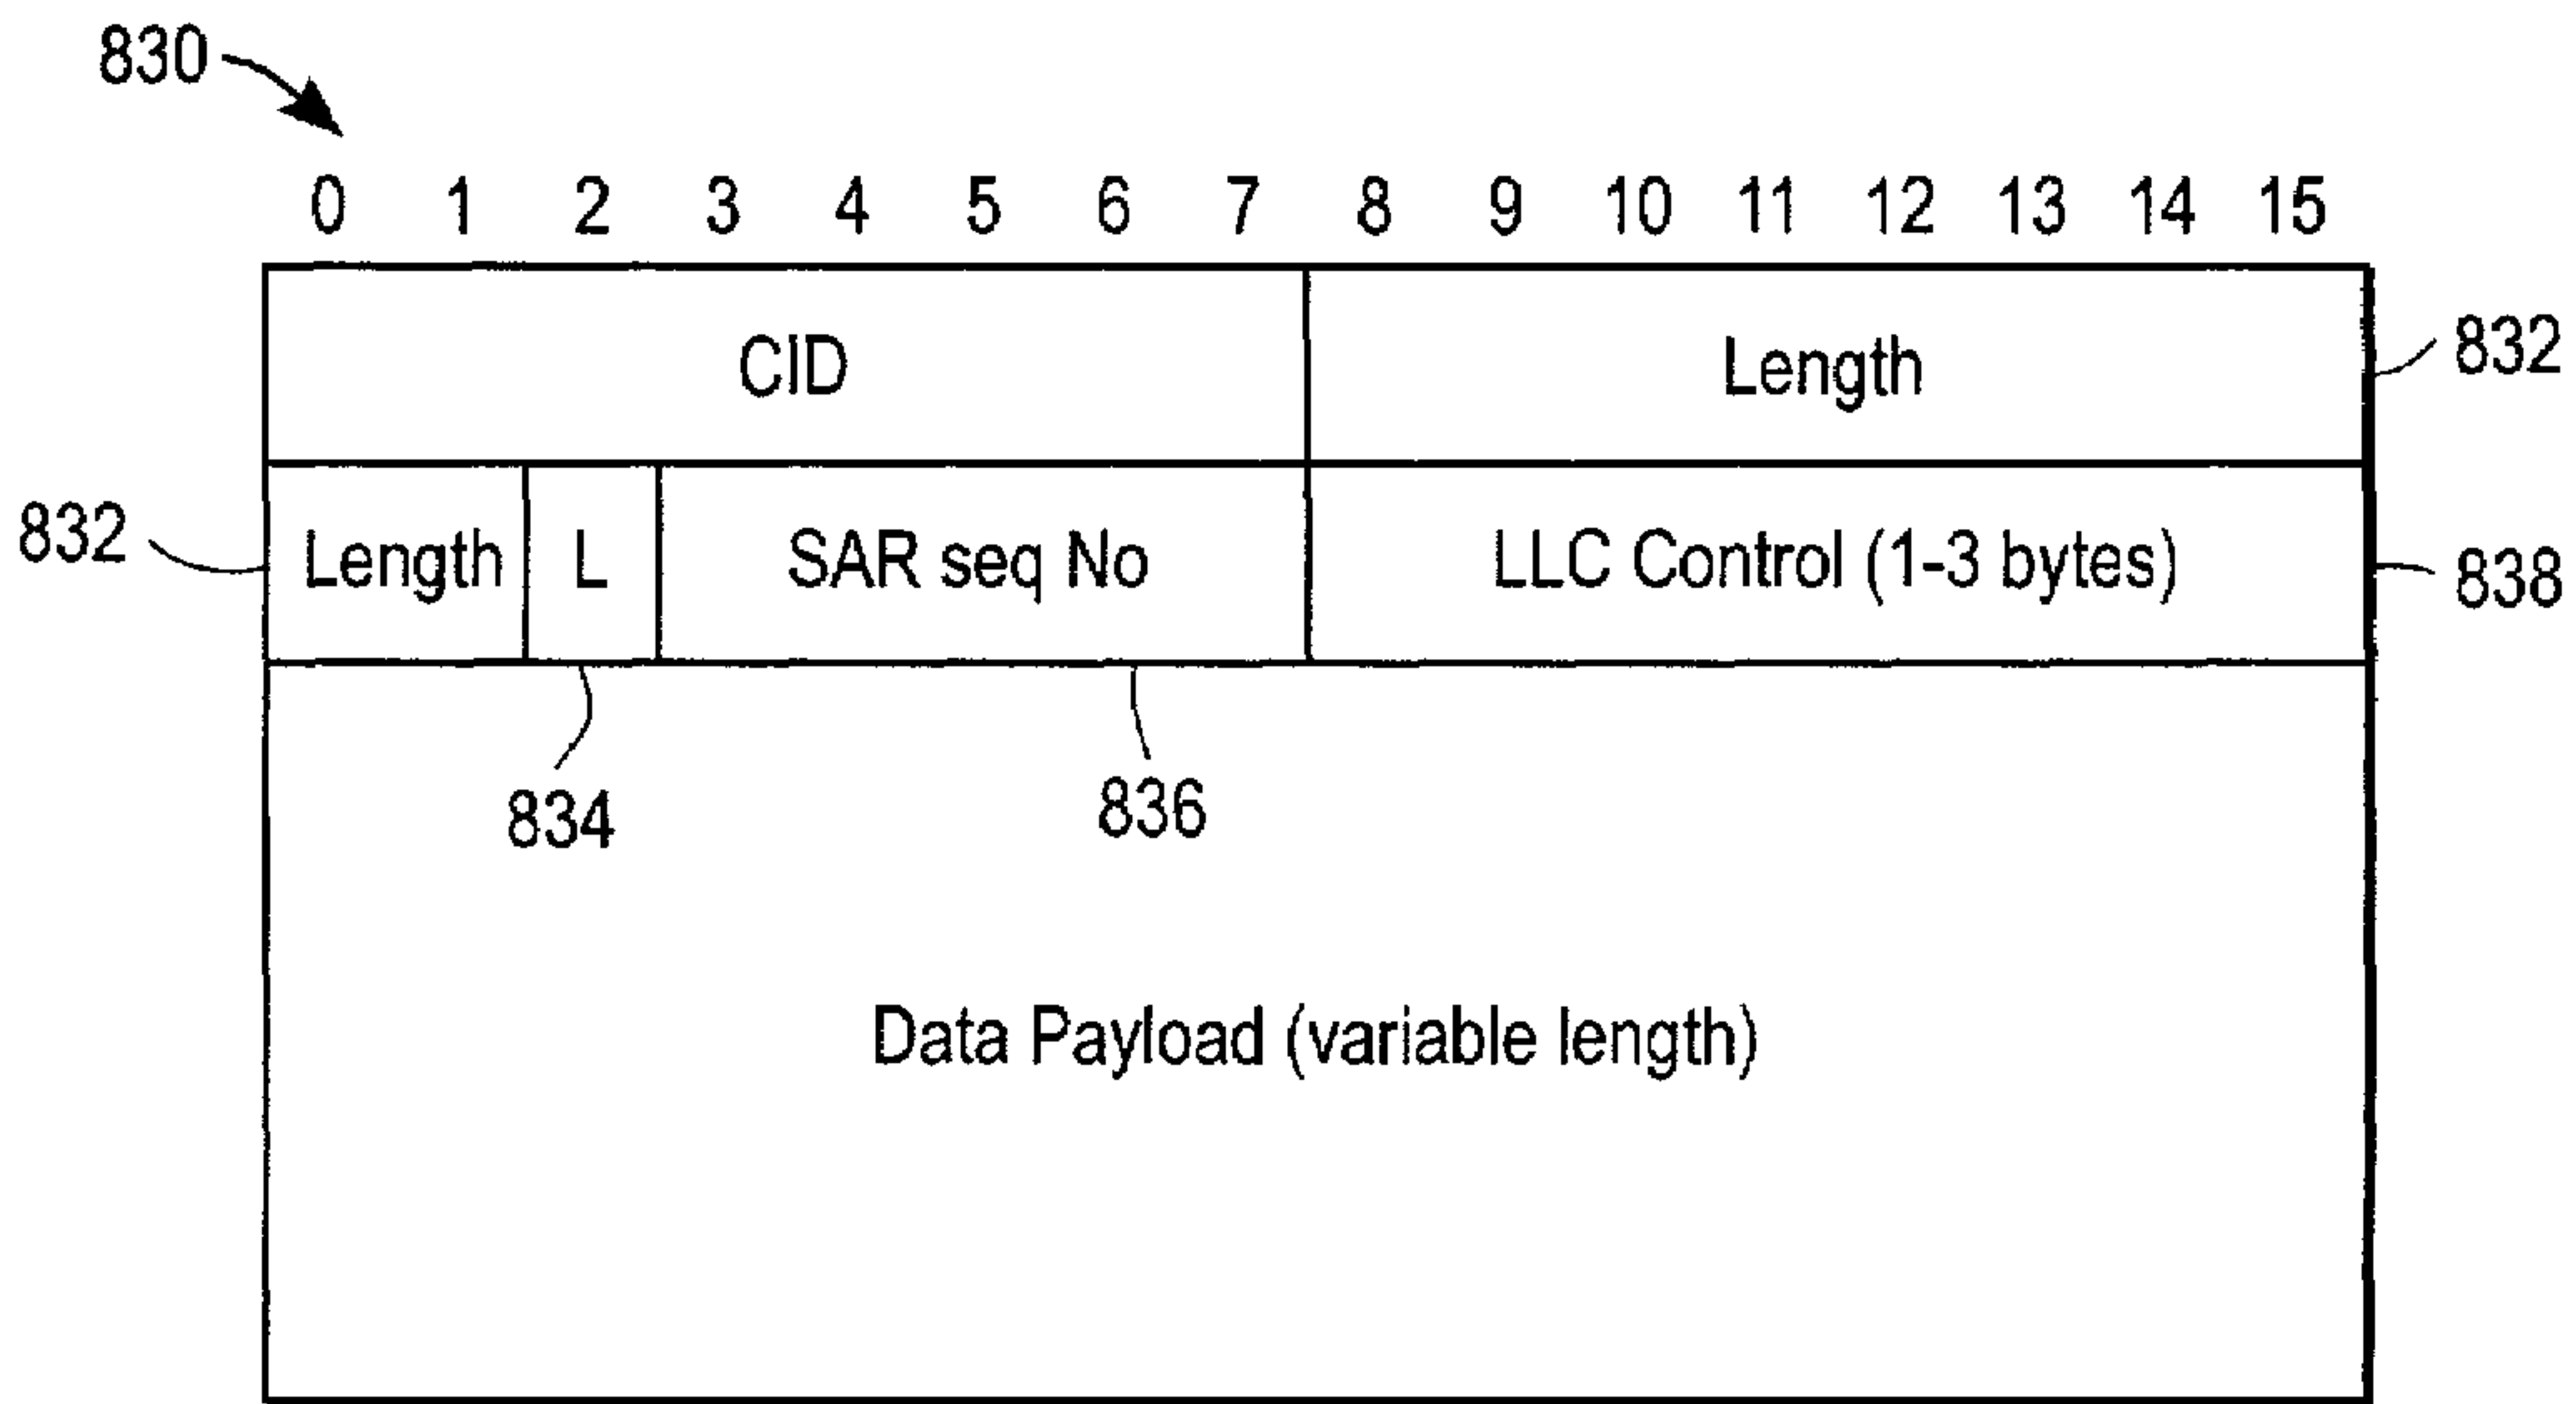 830
0 1 2 3 4 5 6 7 8 9 10 11 12 13 14 15
CID Length 832
832 Length L SAR seq No LLC Control (1-3 bytes) 838
834 836
Data Payload (variable length)